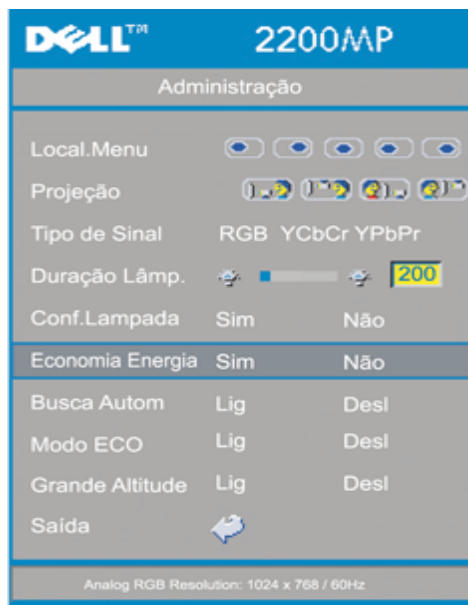 DELL™ 2200MP
Administração
Local.Menu
Projeção
Tipo de Sinal RGB YCbCr YPbPr
Duração Lâmp. 200
Conf.Lampada Sim Não
Economia Energia Sim Não
Busca Autom Lig Desl
Modo ECO Lig Desl
Grande Altitude Lig Desl
Saída
Analog RGB Resolution: 1024 x 768 / 60Hz